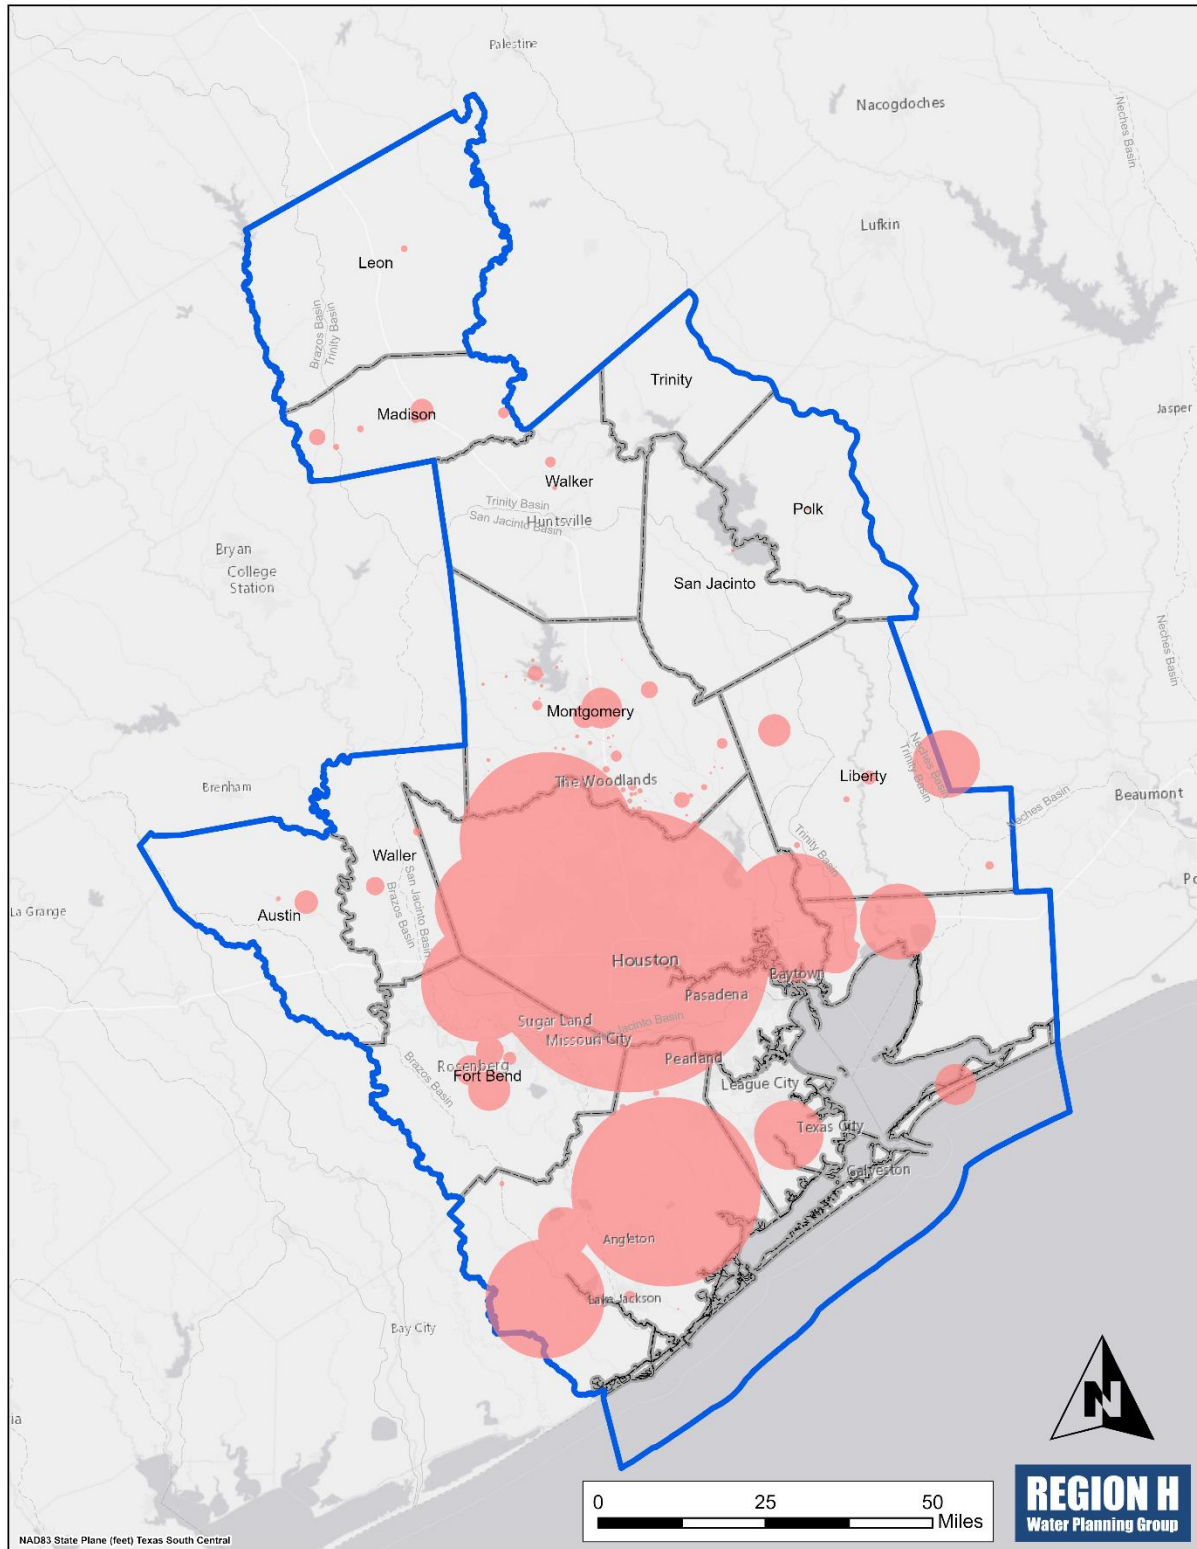 Palestine
Nacogdoches
Neches Basin
Lufkin
Leon
Brazos Basin
Trinity Basin
Trinity
Jasper
Madison
Walker
Trinity Basin
San Jacinto Basin
Huntsville
Polk
Bryan
College
Station
San Jacinto
Neches Basin
Montgomery
The Woodlands
Liberty
Neches Basin
Trinity Basin
Brenham
Beaumont
Neches Basin
Waller
San Jacinto Basin
Brazos Basin
Trinity Basin
Po
La Grange
Austin
Houston
Baytown
Pasadena
Sugar Land
Jacinto Basin
Missouri City
Rosenberg
Fort Bend
Pearland
League City
Brazos Basin
Texas City
Galveston
Angleton
Lake Jackson
Bay City
ia
N
0 25 50
Miles
REGION H
Water Planning Group
NAD83 State Plane (feet) Texas South Central